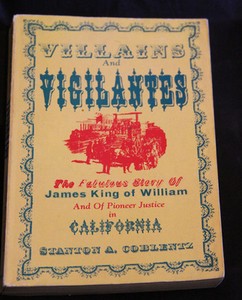 VILLAINS
And
VIGILANTES
The Fabulous Story Of
James King of William
And Of Pioneer Justice
in
CALIFORNIA
STANTON A. COBLENTZ